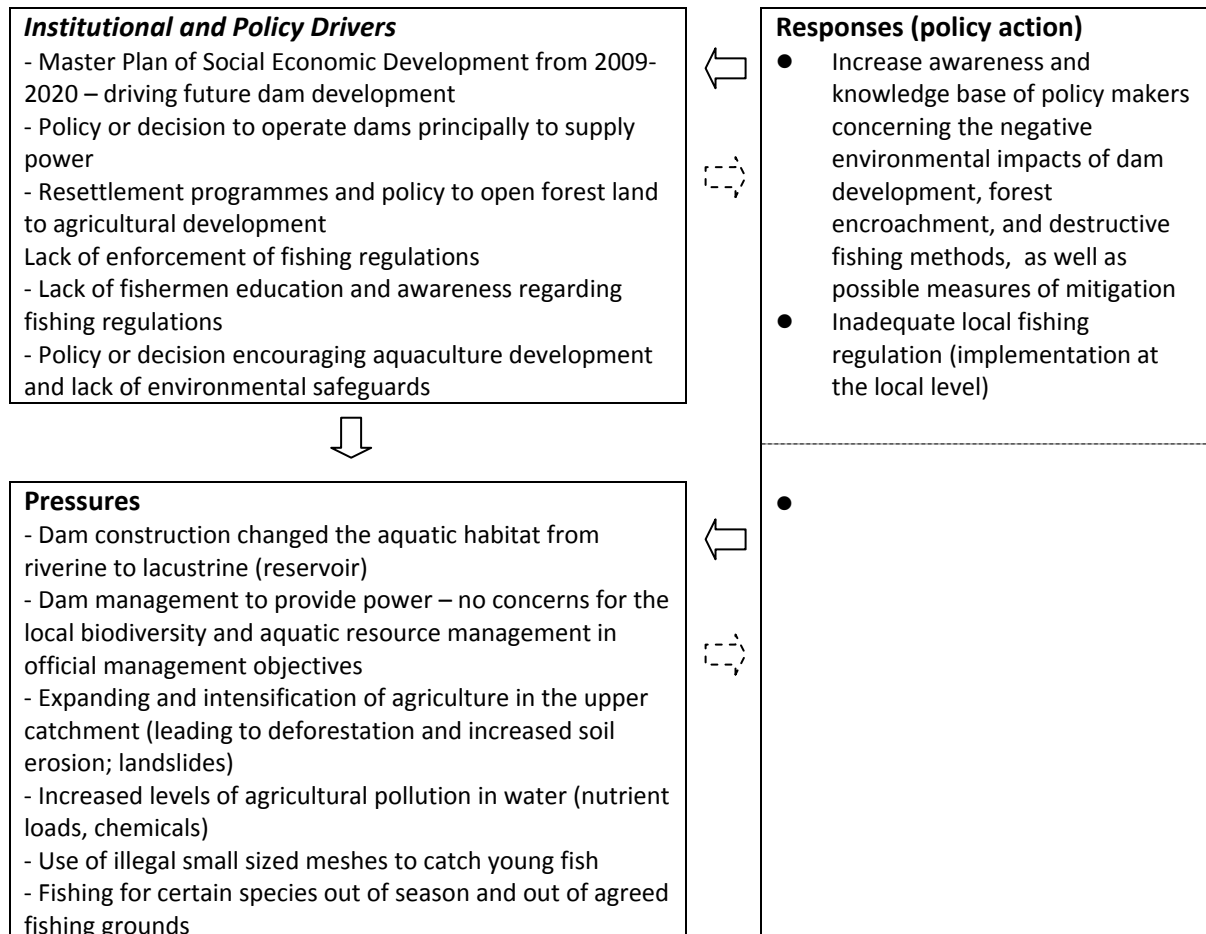 Institutional and Policy Drivers
- Master Plan of Social Economic Development from 2009-
2020 – driving future dam development
- Policy or decision to operate dams principally to supply
power
- Resettlement programmes and policy to open forest land
to agricultural development
Lack of enforcement of fishing regulations
- Lack of fishermen education and awareness regarding
fishing regulations
- Policy or decision encouraging aquaculture development
and lack of environmental safeguards
Responses (policy action)
● Increase awareness and
knowledge base of policy makers
concerning the negative
environmental impacts of dam
development, forest
encroachment, and destructive
fishing methods, as well as
possible measures of mitigation
● Inadequate local fishing
regulation (implementation at
the local level)
Pressures
- Dam construction changed the aquatic habitat from
riverine to lacustrine (reservoir)
- Dam management to provide power – no concerns for the
local biodiversity and aquatic resource management in
official management objectives
- Expanding and intensification of agriculture in the upper
catchment (leading to deforestation and increased soil
erosion; landslides)
- Increased levels of agricultural pollution in water (nutrient
loads, chemicals)
- Use of illegal small sized meshes to catch young fish
- Fishing for certain species out of season and out of agreed
fishing grounds
●